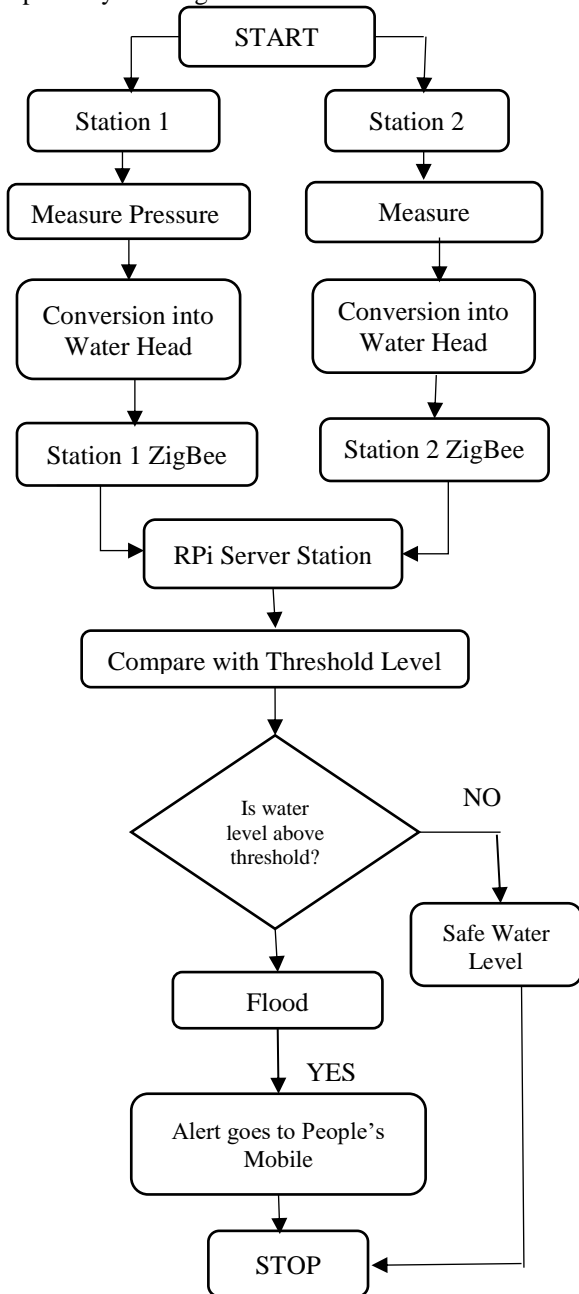 START
Station 1
Station 2
Measure Pressure
Measure
Conversion into
Water Head
Conversion into
Water Head
Station 1 ZigBee
Station 2 ZigBee
RPi Server Station
Compare with Threshold Level
Is water
level above
threshold?
NO
Safe Water
Level
Flood
YES
Alert goes to People's
Mobile
STOP